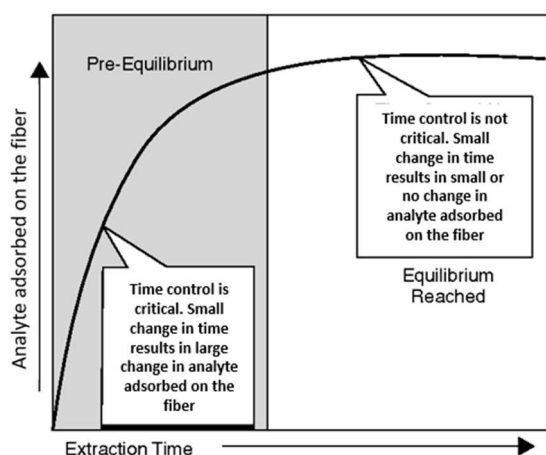 Pre-Equilibrium
Time control is not
critical. Small
change in time
results in small or
no change in
analyte adsorbed
on the fiber
Analyte adsorbed on the fiber
Time control is
critical. Small
change in time
results in large
change in analyte
adsorbed on the
fiber
Equilibrium
Reached
Extraction Time